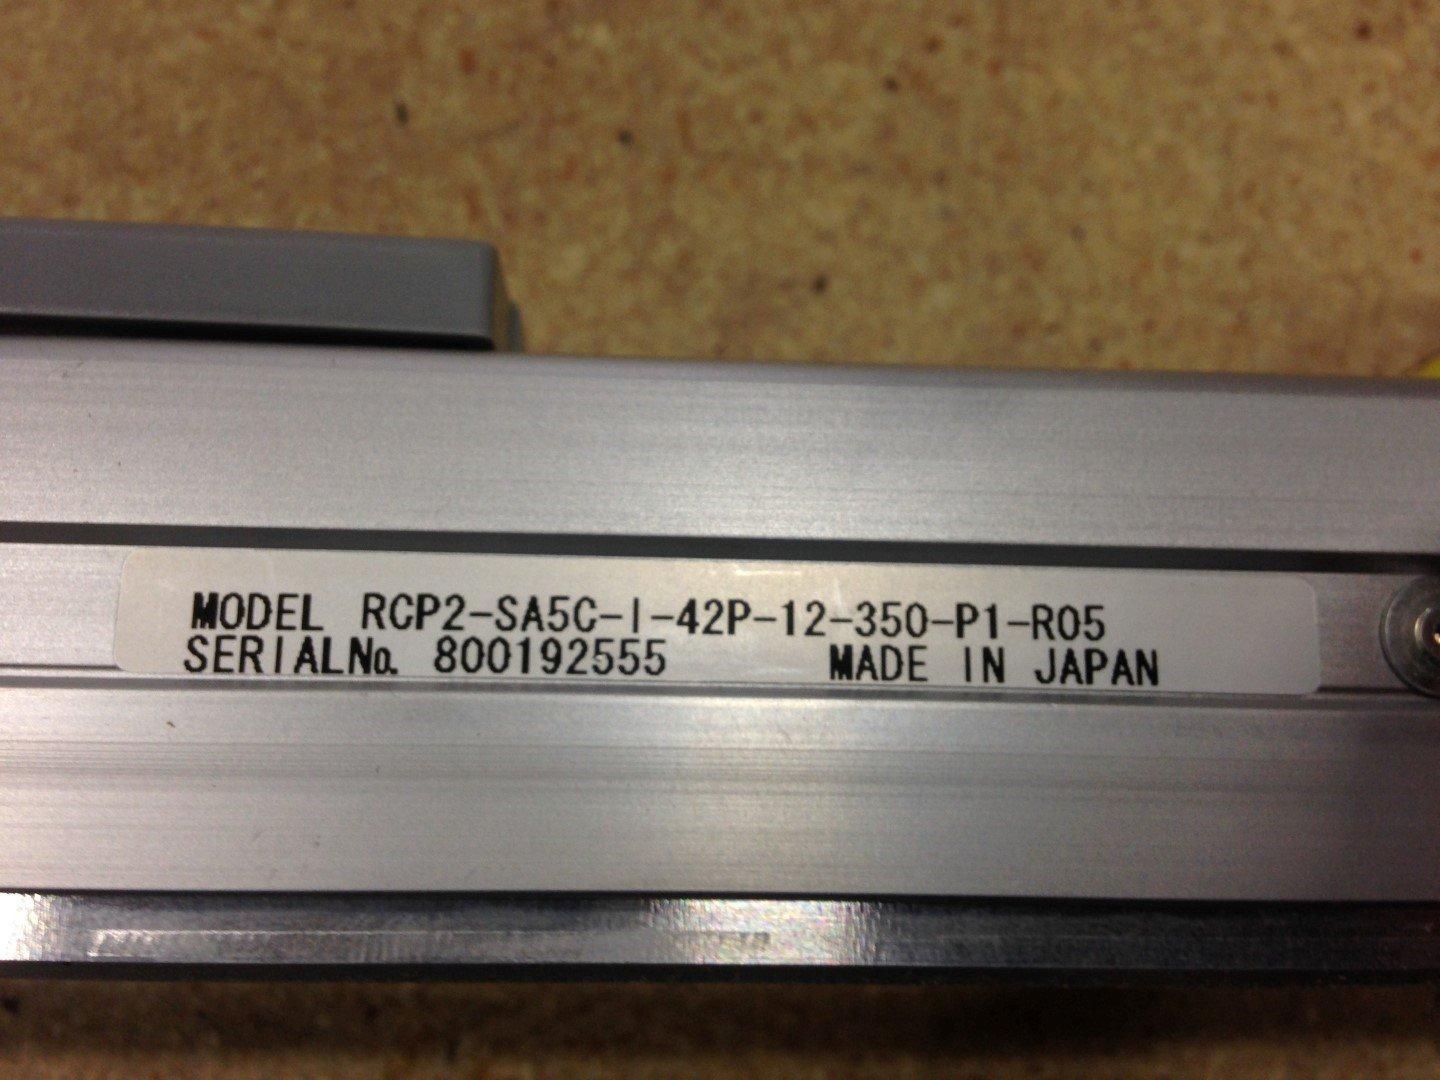 MODEL RCP2-SA5C-I-42P-12-350-P1-R05
SERIALNo. 800192555 MADE IN JAPAN